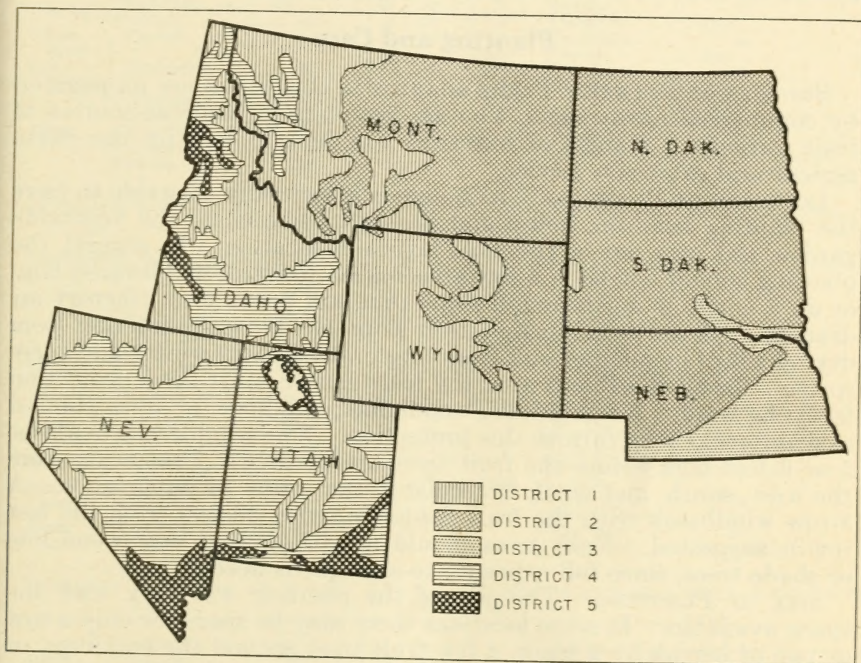 MONT.
N. DAK.
S. DAK.
IDAHO
WYO.
NEB.
NEV.
UTAH
DISTRICT 1
DISTRICT 2
DISTRICT 3
DISTRICT 4
DISTRICT 5